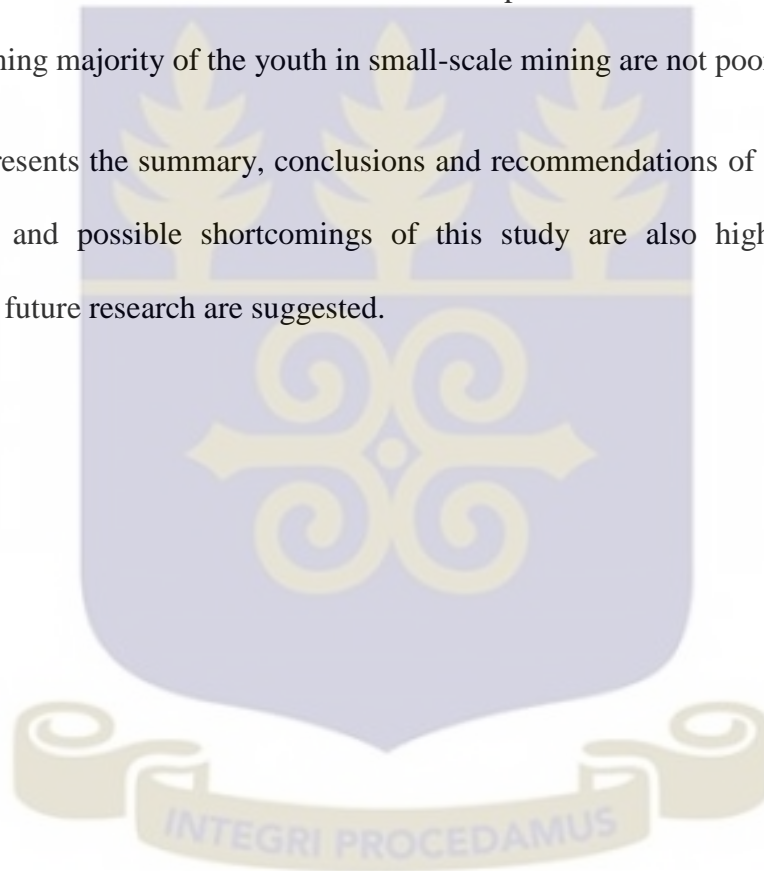 ning majority of the youth in small-scale mining are not poo
resents the summary, conclusions and recommendations of
and possible shortcomings of this study are also high
future research are suggested.
INTEGRI PROCEDAMUS